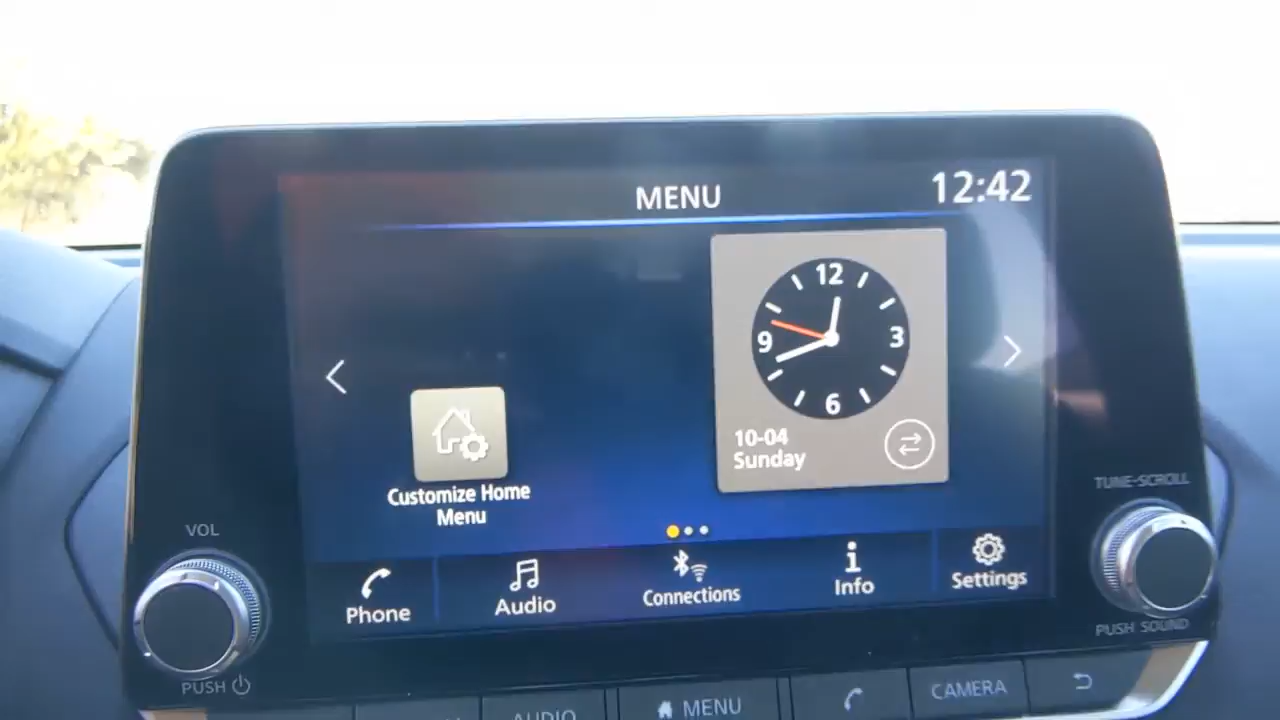 MENU
12:42
12
9
3
6
10-04
Sunday
Customize Home
Menu
Phone
Audio
Connections
Info
Settings
VOL
PUSH
TUNE-SCROLL
PUSH SOUND
AUDIO
MENU
CAMERA